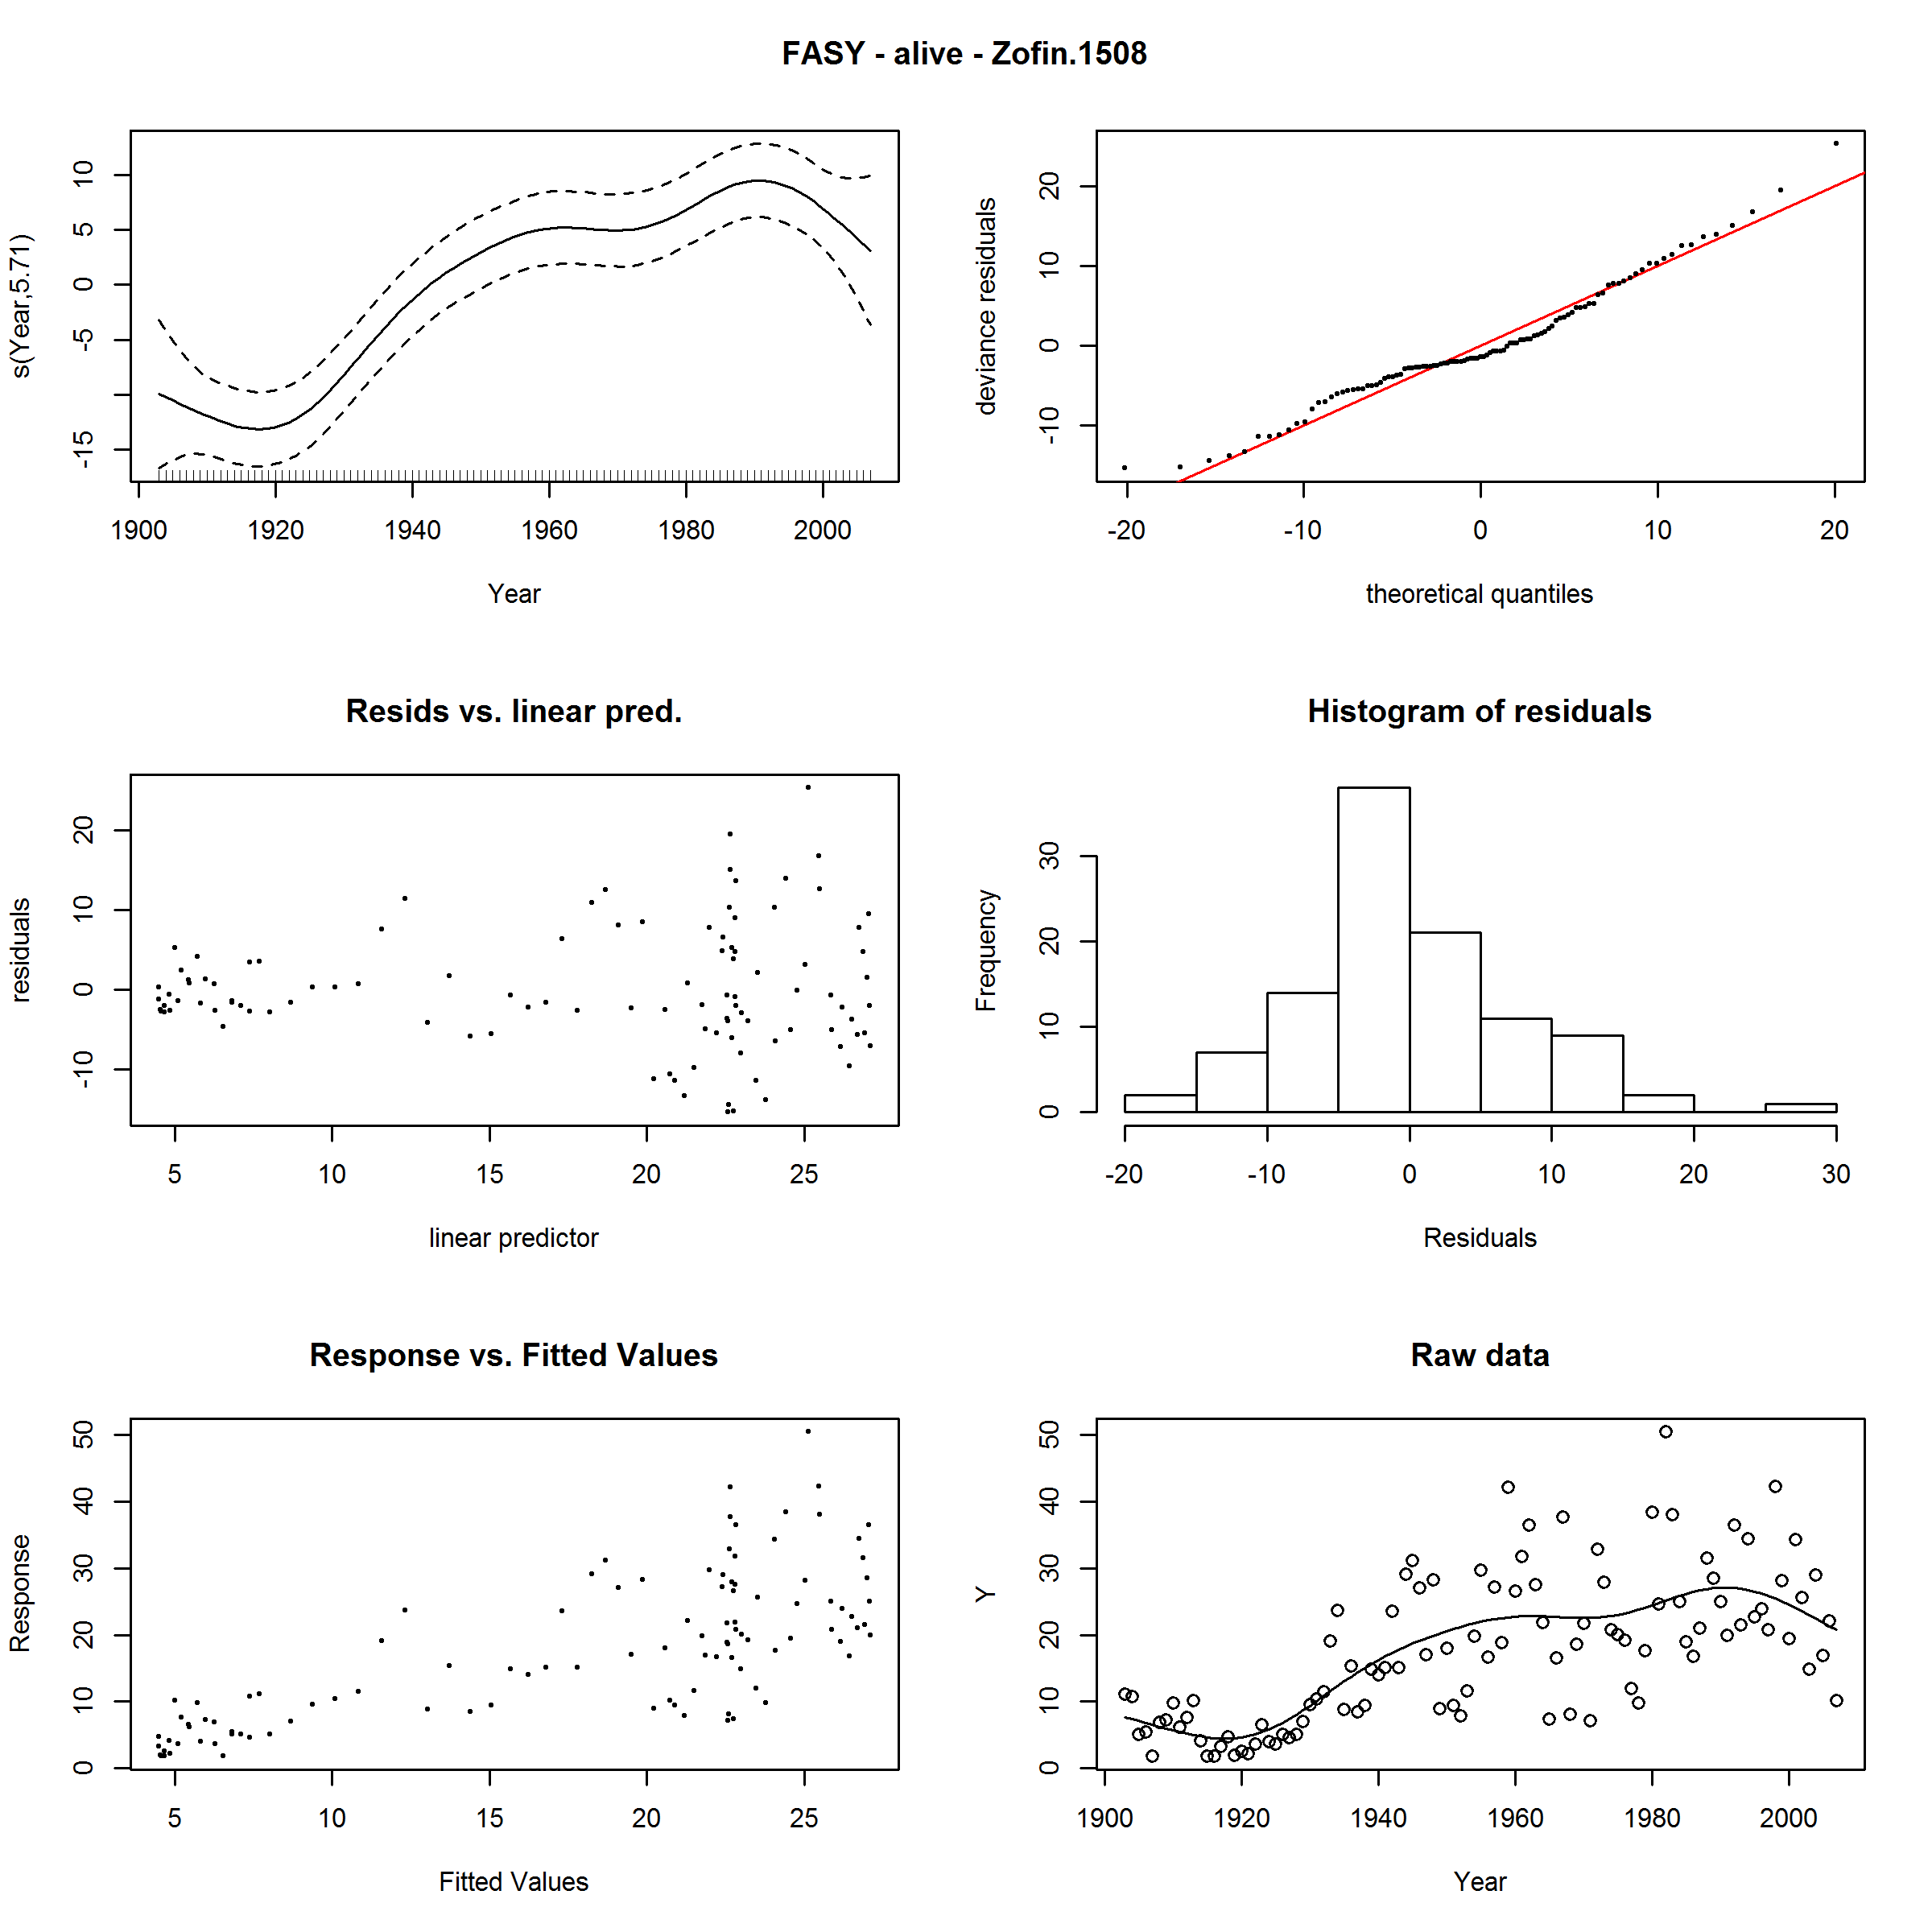 FASY - alive - Zofin.1508
s(Year,5.71)
-15 -5 0 5 10
1900 1920 1940 1960 1980 2000
Year
deviance residuals
-10 0 10 20
-20 -10 0 10 20
theoretical quantiles
Resids vs. linear pred.
residuals
-10 0 10 20
5 10 15 20 25
linear predictor
Histogram of residuals
Frequency
0 10 20 30
-20 -10 0 10 20 30
Residuals
Response vs. Fitted Values
Response
0 10 20 30 40 50
5 10 15 20 25
Fitted Values
Raw data
Y
0 10 20 30 40 50
1900 1920 1940 1960 1980 2000
Year